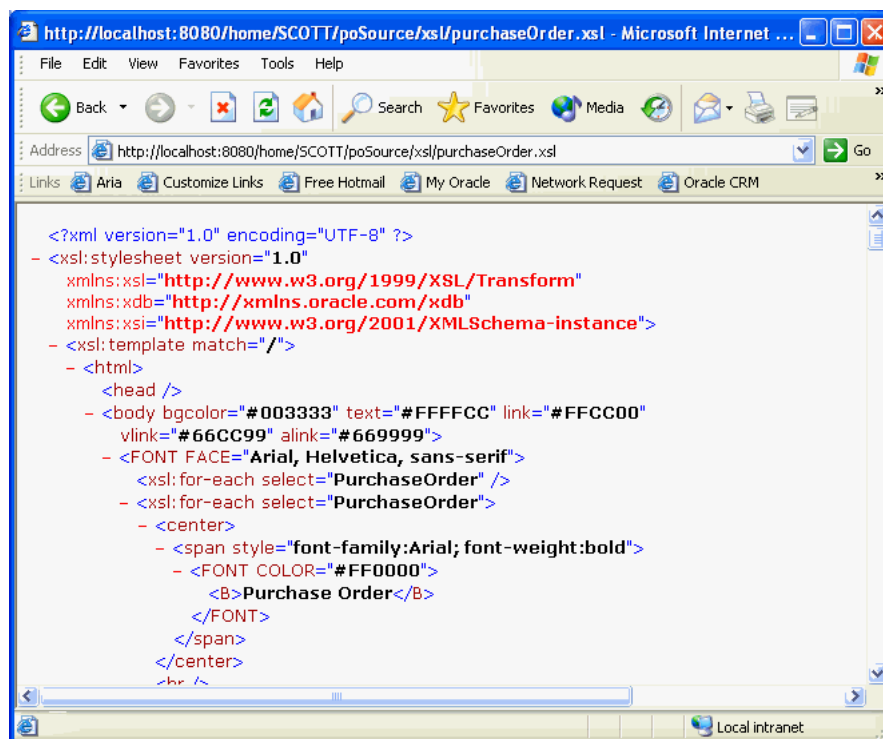 http://localhost:8080/home/SCOTT/poSource/xsl/purchaseOrder.xsl - Microsoft Internet ...
File Edit View Favorites Tools Help
Back Search Favorites Media
Address http://localhost:8080/home/SCOTT/poSource/xsl/purchaseOrder.xsl Go
Links Aria Customize Links Free Hotmail My Oracle Network Request Oracle CRM
<?xml version="1.0" encoding="UTF-8" ?>
- <xsl:stylesheet version="1.0"
xmlns:xsl="http://www.w3.org/1999/XSL/Transform"
xmlns:xdb="http://xmlns.oracle.com/xdb"
xmlns:xsi="http://www.w3.org/2001/XMLSchema-instance">
- <xsl:template match="/">
- <html>
<head />
- <body bgcolor="#003333" text="#FFFFCC" link="#FFCC00"
vlink="#66CC99" alink="#669999">
- <FONT FACE="Arial, Helvetica, sans-serif">
<xsl:for-each select="PurchaseOrder" />
- <xsl:for-each select="PurchaseOrder">
- <center>
- <span style="font-family:Arial; font-weight:bold">
- <FONT COLOR="#FF0000">
<B>Purchase Order</B>
</FONT>
</span>
</center>
<br />
Local intranet